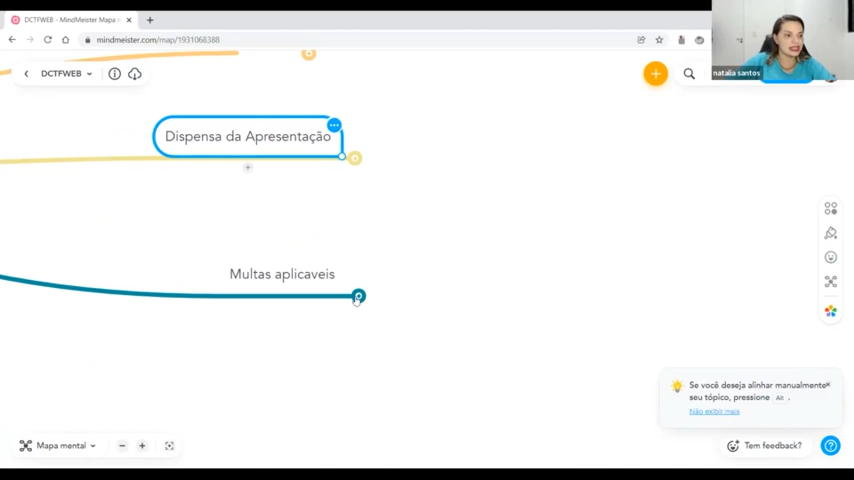 DCTFWEB - MindMeister Mapa m
mindmeister.com/map/1931068388
natalia santos
DCTFWEB
Dispensa da Apresentação
Multas aplicaveis
Se você deseja alinhar manualmente
seu tópico, pressione Alt .
Não exibir mais
Mapa mental
Tem feedback?